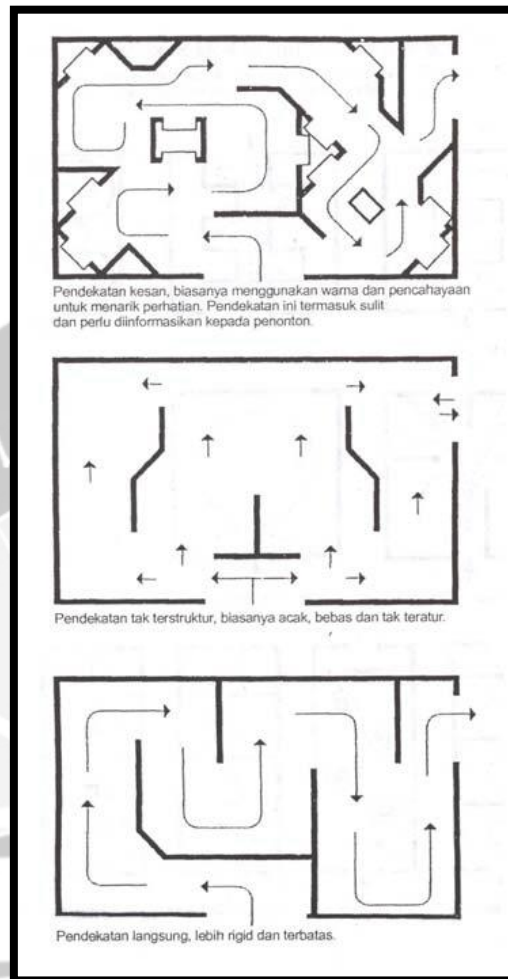 Pendekatan kesan, biasanya menggunakan warna dan pencahayaan
untuk menarik perhatian. Pendekatan ini termasuk sulit
dan perlu diinformasikan kepada penonton.
Pendekatan tak terstruktur, biasanya acak, bebas dan tak teratur.
Pendekatan langsung, lebih rigid dan terbatas.